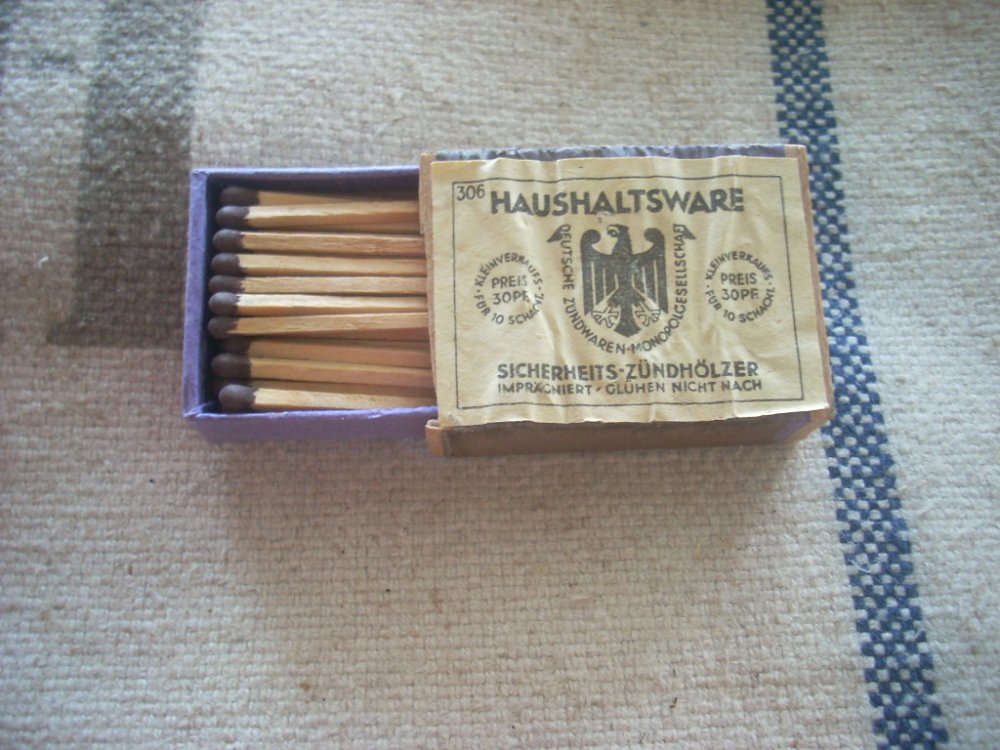 306
HAUSHALTSWARE
DEUTSCHE ZÜNDWAREN-MONOPOLGESELLSCHAFT
· KLEINVERKAUFS ·
PREIS
30PF.
FÜR 10 SCHACHT.
· KLEINVERKAUFS ·
PREIS
30PF.
FÜR 10 SCHACHT.
SICHERHEITS-ZÜNDHÖLZER
IMPRÄGNIERT · GLÜHEN NICHT NACH